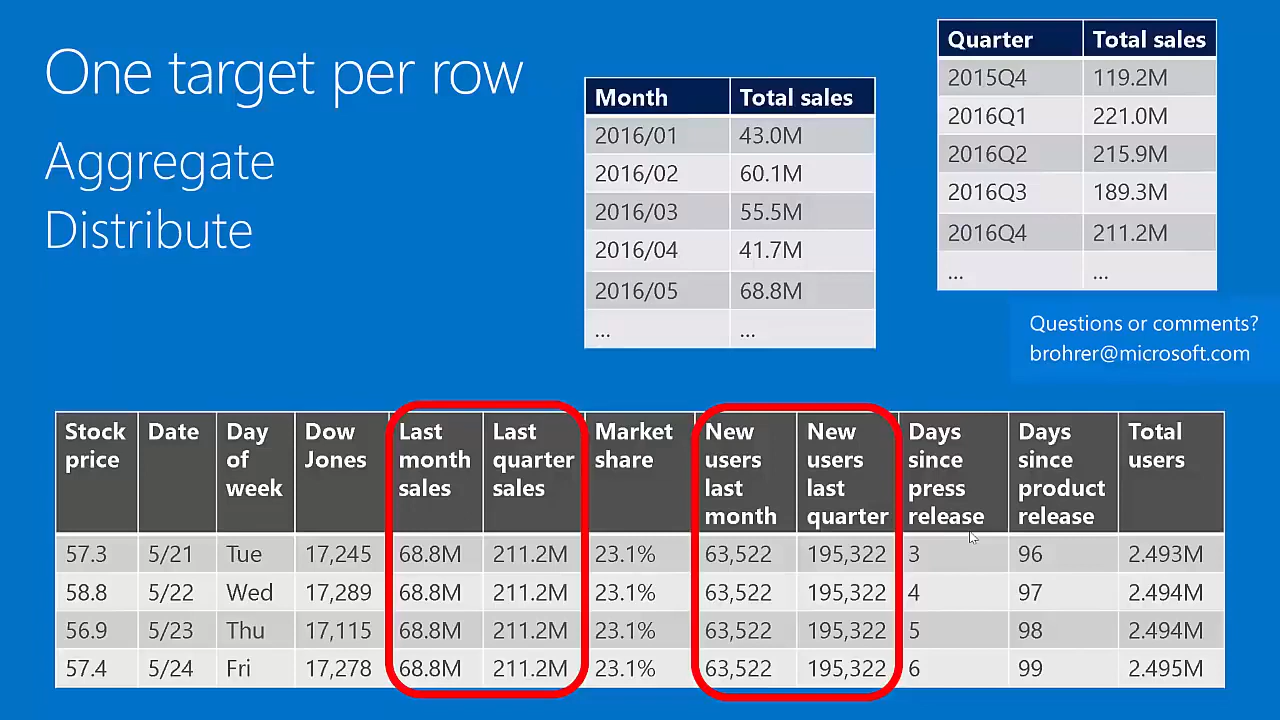 One target per row
Aggregate
Distribute
Month Total sales
2016/01 43.0M
2016/02 60.1M
2016/03 55.5M
2016/04 41.7M
2016/05 68.8M
... ...
Quarter Total sales
2015Q4 119.2M
2016Q1 221.0M
2016Q2 215.9M
2016Q3 189.3M
2016Q4 211.2M
... ...
Questions or comments?
brohrer@microsoft.com
Stock Date Day Dow Last Last Market New New Days Days Total
price of Jones month quarter share users users since since users
week sales sales last last press product
month quarter release release
57.3 5/21 Tue 17,245 68.8M 211.2M 23.1% 63,522 195,322 3 96 2.493M
58.8 5/22 Wed 17,289 68.8M 211.2M 23.1% 63,522 195,322 4 97 2.494M
56.9 5/23 Thu 17,115 68.8M 211.2M 23.1% 63,522 195,322 5 98 2.494M
57.4 5/24 Fri 17,278 68.8M 211.2M 23.1% 63,522 195,322 6 99 2.495M